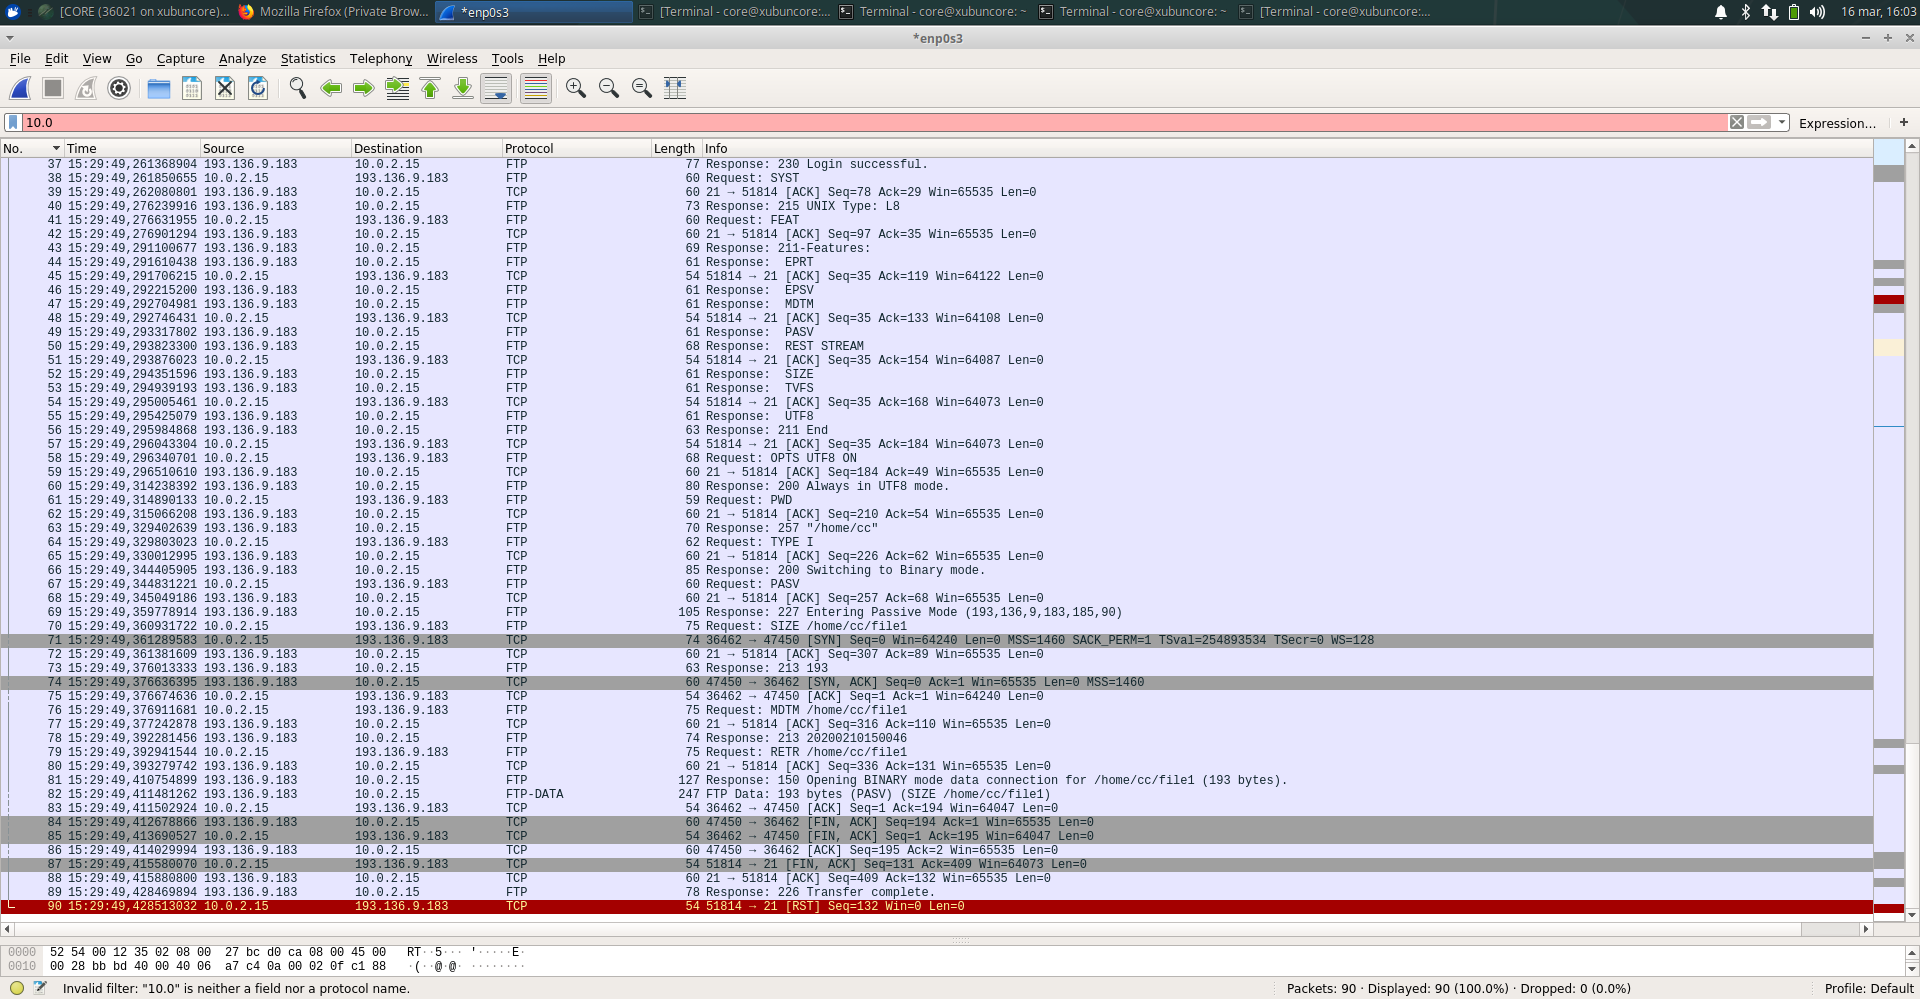 [CORE (36021 on xubuncore)... Mozilla Firefox (Private Brow... *enp0s3 [Terminal - core@xubuncore:... Terminal - core@xubuncore: ~ Terminal - core@xubuncore: ~ [Terminal - core@xubuncore:... 16 mar, 16:03
*enp0s3
File Edit View Go Capture Analyze Statistics Telephony Wireless Tools Help
10.0 Expression... +
No. Time Source Destination Protocol Length Info
37 15:29:49,261368904 193.136.9.183 10.0.2.15 FTP 77 Response: 230 Login successful.
38 15:29:49,261850655 10.0.2.15 193.136.9.183 FTP 60 Request: SYST
39 15:29:49,262080801 193.136.9.183 10.0.2.15 TCP 60 21 → 51814 [ACK] Seq=78 Ack=29 Win=65535 Len=0
40 15:29:49,276239916 193.136.9.183 10.0.2.15 FTP 73 Response: 215 UNIX Type: L8
41 15:29:49,276631955 10.0.2.15 193.136.9.183 FTP 60 Request: FEAT
42 15:29:49,276901294 193.136.9.183 10.0.2.15 TCP 60 21 → 51814 [ACK] Seq=97 Ack=35 Win=65535 Len=0
43 15:29:49,291100677 193.136.9.183 10.0.2.15 FTP 69 Response: 211-Features:
44 15:29:49,291610438 193.136.9.183 10.0.2.15 FTP 61 Response: EPRT
45 15:29:49,291706215 10.0.2.15 193.136.9.183 TCP 54 51814 → 21 [ACK] Seq=35 Ack=119 Win=64122 Len=0
46 15:29:49,292215200 193.136.9.183 10.0.2.15 FTP 61 Response: EPSV
47 15:29:49,292704981 193.136.9.183 10.0.2.15 FTP 61 Response: MDTM
48 15:29:49,292746431 10.0.2.15 193.136.9.183 TCP 54 51814 → 21 [ACK] Seq=35 Ack=133 Win=64108 Len=0
49 15:29:49,293317802 193.136.9.183 10.0.2.15 FTP 61 Response: PASV
50 15:29:49,293823300 193.136.9.183 10.0.2.15 FTP 68 Response: REST STREAM
51 15:29:49,293876023 10.0.2.15 193.136.9.183 TCP 54 51814 → 21 [ACK] Seq=35 Ack=154 Win=64087 Len=0
52 15:29:49,294351596 193.136.9.183 10.0.2.15 FTP 61 Response: SIZE
53 15:29:49,294939193 193.136.9.183 10.0.2.15 FTP 61 Response: TVFS
54 15:29:49,295005461 10.0.2.15 193.136.9.183 TCP 54 51814 → 21 [ACK] Seq=35 Ack=168 Win=64073 Len=0
55 15:29:49,295425079 193.136.9.183 10.0.2.15 FTP 61 Response: UTF8
56 15:29:49,295984868 193.136.9.183 10.0.2.15 FTP 63 Response: 211 End
57 15:29:49,296043304 10.0.2.15 193.136.9.183 TCP 54 51814 → 21 [ACK] Seq=35 Ack=184 Win=64073 Len=0
58 15:29:49,296340701 10.0.2.15 193.136.9.183 FTP 68 Request: OPTS UTF8 ON
59 15:29:49,296510610 193.136.9.183 10.0.2.15 TCP 60 21 → 51814 [ACK] Seq=184 Ack=49 Win=65535 Len=0
60 15:29:49,314238392 193.136.9.183 10.0.2.15 FTP 80 Response: 200 Always in UTF8 mode.
61 15:29:49,314890133 10.0.2.15 193.136.9.183 FTP 59 Request: PWD
62 15:29:49,315066208 193.136.9.183 10.0.2.15 TCP 60 21 → 51814 [ACK] Seq=210 Ack=54 Win=65535 Len=0
63 15:29:49,329402639 193.136.9.183 10.0.2.15 FTP 70 Response: 257 "/home/cc"
64 15:29:49,329803023 10.0.2.15 193.136.9.183 FTP 62 Request: TYPE I
65 15:29:49,330012995 193.136.9.183 10.0.2.15 TCP 60 21 → 51814 [ACK] Seq=226 Ack=62 Win=65535 Len=0
66 15:29:49,344405905 193.136.9.183 10.0.2.15 FTP 85 Response: 200 Switching to Binary mode.
67 15:29:49,344831221 10.0.2.15 193.136.9.183 FTP 60 Request: PASV
68 15:29:49,345049186 193.136.9.183 10.0.2.15 TCP 60 21 → 51814 [ACK] Seq=257 Ack=68 Win=65535 Len=0
69 15:29:49,359778914 193.136.9.183 10.0.2.15 FTP 105 Response: 227 Entering Passive Mode (193,136,9,183,185,90)
70 15:29:49,360931722 10.0.2.15 193.136.9.183 FTP 75 Request: SIZE /home/cc/file1
71 15:29:49,361289583 10.0.2.15 193.136.9.183 TCP 74 36462 → 47450 [SYN] Seq=0 Win=64240 Len=0 MSS=1460 SACK_PERM=1 TSval=254893534 TSecr=0 WS=128
72 15:29:49,361381609 193.136.9.183 10.0.2.15 TCP 60 21 → 51814 [ACK] Seq=307 Ack=89 Win=65535 Len=0
73 15:29:49,376013333 193.136.9.183 10.0.2.15 FTP 63 Response: 213 193
74 15:29:49,376636395 193.136.9.183 10.0.2.15 TCP 60 47450 → 36462 [SYN, ACK] Seq=0 Ack=1 Win=65535 Len=0 MSS=1460
75 15:29:49,376674636 10.0.2.15 193.136.9.183 TCP 54 36462 → 47450 [ACK] Seq=1 Ack=1 Win=64240 Len=0
76 15:29:49,376911681 10.0.2.15 193.136.9.183 FTP 75 Request: MDTM /home/cc/file1
77 15:29:49,377242878 193.136.9.183 10.0.2.15 TCP 60 21 → 51814 [ACK] Seq=316 Ack=110 Win=65535 Len=0
78 15:29:49,392281456 193.136.9.183 10.0.2.15 FTP 74 Response: 213 20200210150046
79 15:29:49,392941544 10.0.2.15 193.136.9.183 FTP 75 Request: RETR /home/cc/file1
80 15:29:49,393279742 193.136.9.183 10.0.2.15 TCP 60 21 → 51814 [ACK] Seq=336 Ack=131 Win=65535 Len=0
81 15:29:49,410754899 193.136.9.183 10.0.2.15 FTP 127 Response: 150 Opening BINARY mode data connection for /home/cc/file1 (193 bytes).
82 15:29:49,411481262 193.136.9.183 10.0.2.15 FTP-DATA 247 FTP Data: 193 bytes (PASV) (SIZE /home/cc/file1)
83 15:29:49,411502924 10.0.2.15 193.136.9.183 TCP 54 36462 → 47450 [ACK] Seq=1 Ack=194 Win=64047 Len=0
84 15:29:49,412678866 193.136.9.183 10.0.2.15 TCP 60 47450 → 36462 [FIN, ACK] Seq=194 Ack=1 Win=65535 Len=0
85 15:29:49,413690527 10.0.2.15 193.136.9.183 TCP 54 36462 → 47450 [FIN, ACK] Seq=1 Ack=195 Win=64047 Len=0
86 15:29:49,414029994 193.136.9.183 10.0.2.15 TCP 60 47450 → 36462 [ACK] Seq=195 Ack=2 Win=65535 Len=0
87 15:29:49,415580070 10.0.2.15 193.136.9.183 TCP 54 51814 → 21 [FIN, ACK] Seq=131 Ack=409 Win=64073 Len=0
88 15:29:49,415880800 193.136.9.183 10.0.2.15 TCP 60 21 → 51814 [ACK] Seq=409 Ack=132 Win=65535 Len=0
89 15:29:49,428469894 193.136.9.183 10.0.2.15 FTP 78 Response: 226 Transfer complete.
90 15:29:49,428513032 10.0.2.15 193.136.9.183 TCP 54 51814 → 21 [RST] Seq=132 Win=0 Len=0
0000 52 54 00 12 35 02 08 00 27 bc d0 ca 08 00 45 00 RT··5··· '·····E·
0010 00 28 bb bd 40 00 40 06 a7 c4 0a 00 02 0f c1 88 ·(··@·@· ········
Invalid filter: "10.0" is neither a field nor a protocol name. Packets: 90 · Displayed: 90 (100.0%) · Dropped: 0 (0.0%) Profile: Default